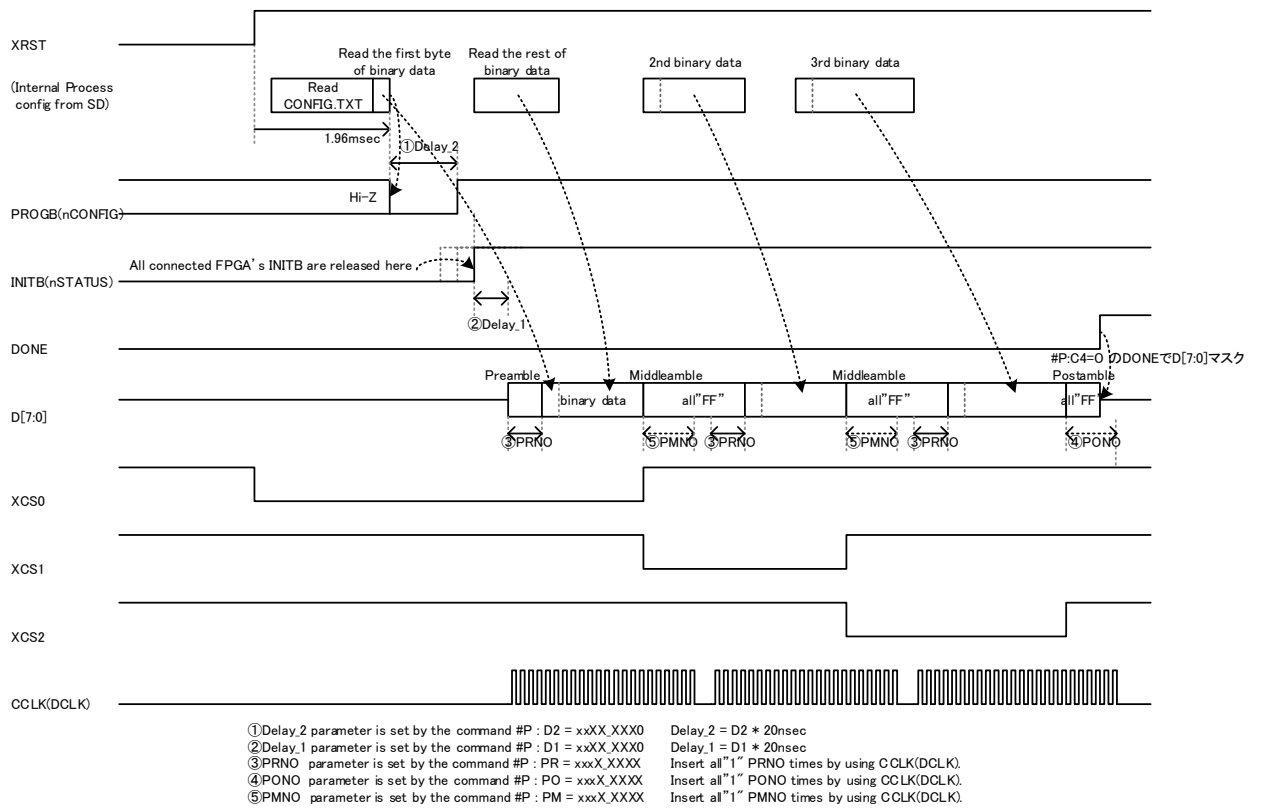 XRST
Read the first byte
of binary data
Read the rest of
binary data
2nd binary data
3rd binary data
(Internal Process
config from SD)
Read
CONFIG.TXT
1.96msec
①Delay_2
Hi-Z
PROGB(nCONFIG)
All connected FPGA's INITB are released here
INITB(nSTATUS)
②Delay_1
DONE
#P:C4=0 のDONEでD[7:0]マスク
Preamble
Middleamble
Middleamble
Postamble
D[7:0]
binary data
all"FF"
all"FF"
all"FF"
③PRNO
⑤PMNO
③PRNO
⑤PMNO
③PRNO
④PONO
XCS0
XCS1
XCS2
CCLK(DCLK)
①Delay_2 parameter is set by the command #P : D2 = xxXX_XXX0 Delay_2 = D2 * 20nsec
②Delay_1 parameter is set by the command #P : D1 = xxXX_XXX0 Delay_1 = D1 * 20nsec
③PRNO parameter is set by the command #P : PR = xxxX_XXXX Insert all"1" PRNO times by using CCLK(DCLK).
④PONO parameter is set by the command #P : PO = xxxX_XXXX Insert all"1" PONO times by using CCLK(DCLK).
⑤PMNO parameter is set by the command #P : PM = xxxX_XXXX Insert all"1" PMNO times by using CCLK(DCLK).